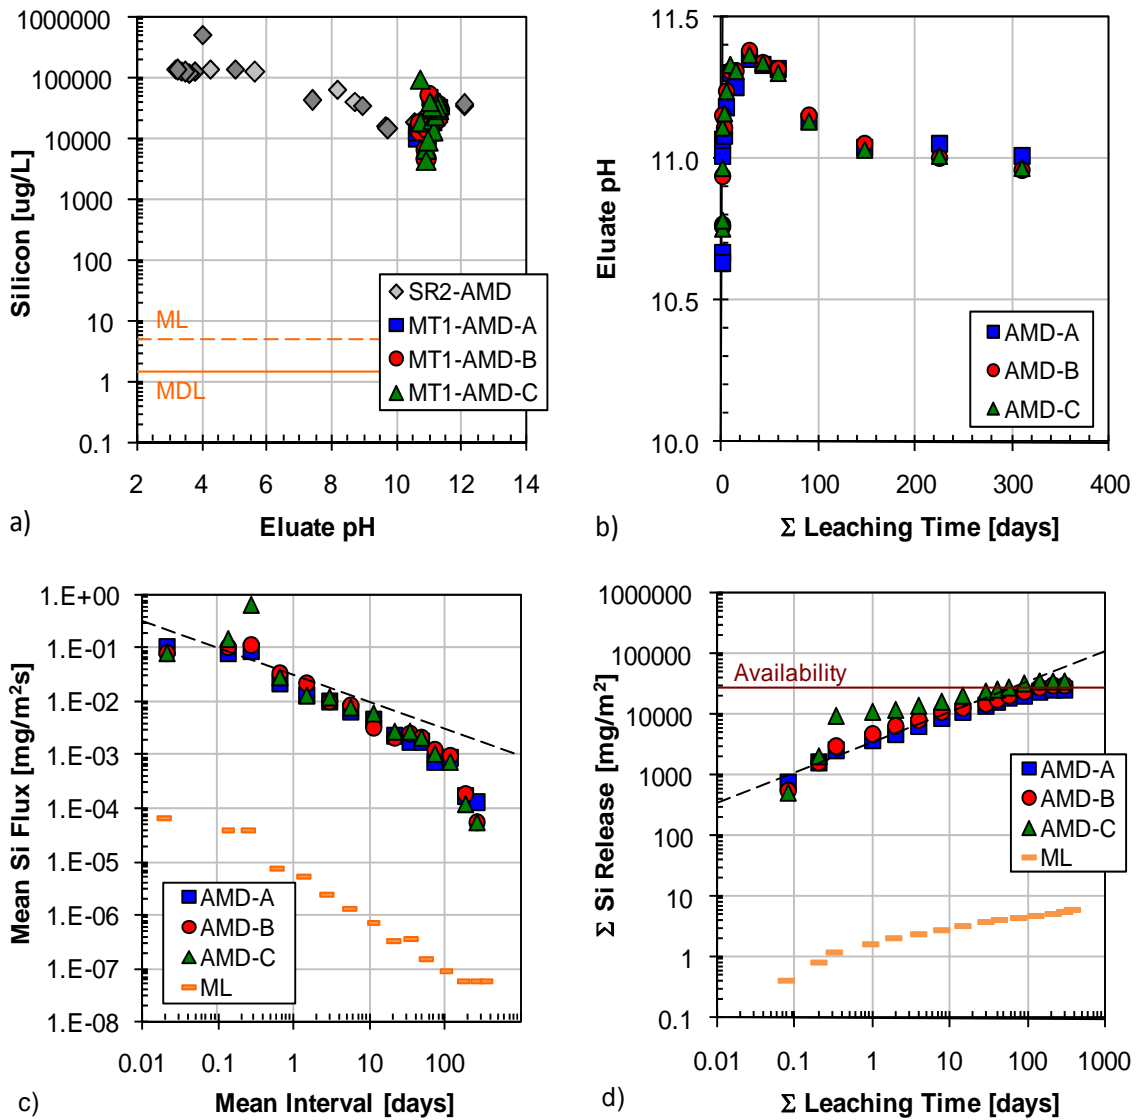 1000000
100000
10000
1000
100
10
1
0.1
Silicon [ug/L]
ML
MDL
SR2-AMD
MT1-AMD-A
MT1-AMD-B
MT1-AMD-C
2 4 6 8 10 12 14
Eluate pH
a)
11.5
11.0
10.5
10.0
Eluate pH
AMD-A
AMD-B
AMD-C
0 100 200 300 400
Σ Leaching Time [days]
b)
1.E+00
1.E-01
1.E-02
1.E-03
1.E-04
1.E-05
1.E-06
1.E-07
1.E-08
Mean Si Flux [mg/m²s]
AMD-A
AMD-B
AMD-C
ML
0.01 0.1 1 10 100
Mean Interval [days]
c)
1000000
100000
10000
1000
100
10
1
0.1
Σ Si Release [mg/m²]
Availability
AMD-A
AMD-B
AMD-C
ML
0.01 0.1 1 10 100 1000
Σ Leaching Time [days]
d)